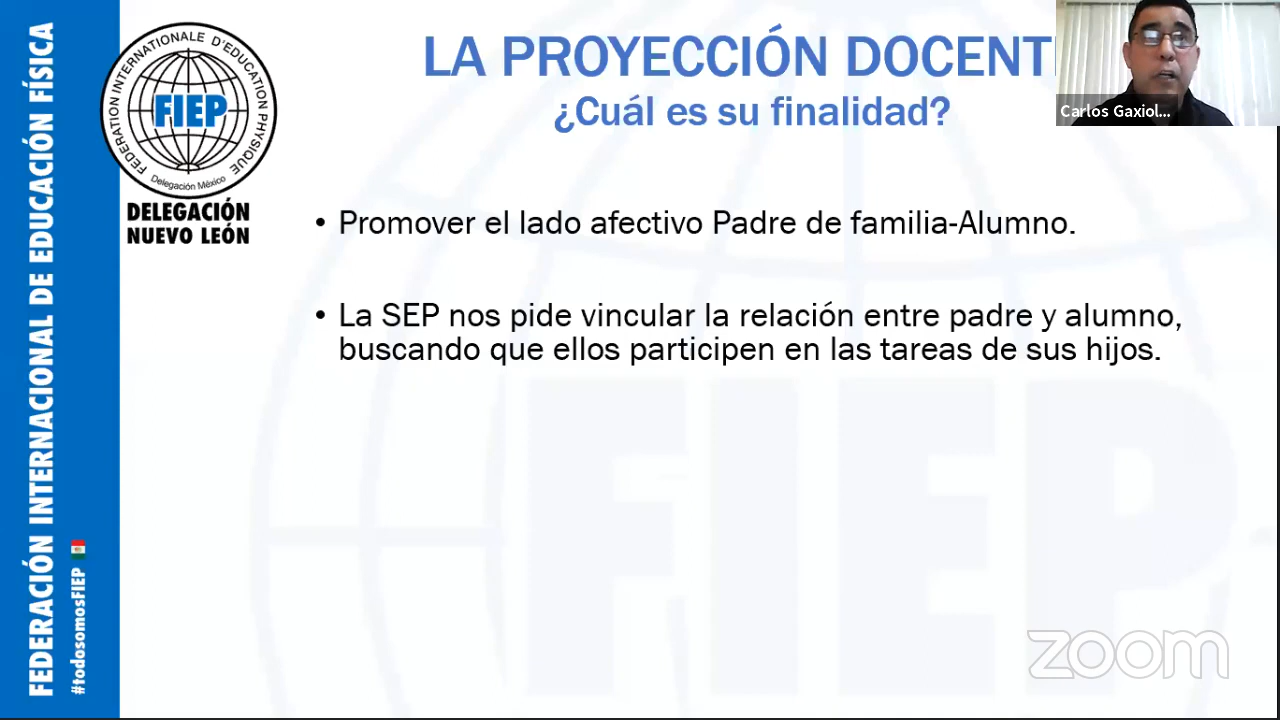 FEDERACIÓN INTERNACIONAL DE EDUCACIÓN FÍSICA
#todosomosFIEP
FEDERATION INTERNATIONALE D'EDUCATION PHYSIQUE
FIEP
Delegación México
DELEGACIÓN
NUEVO LEÓN
LA PROYECCIÓN DOCENT
¿Cuál es su finalidad?
Carlos Gaxiol...
• Promover el lado afectivo Padre de familia-Alumno.
• La SEP nos pide vincular la relación entre padre y alumno,
buscando que ellos participen en las tareas de sus hijos.
FIEP
zoom